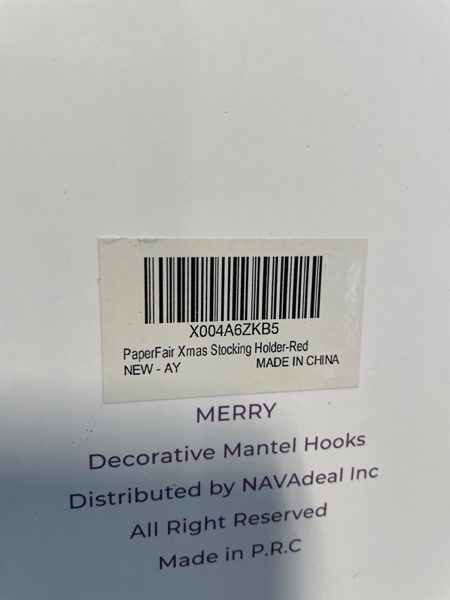 X004A6ZKB5
PaperFair Xmas Stocking Holder-Red
NEW - AY MADE IN CHINA
MERRY
Decorative Mantel Hooks
Distributed by NAVAdeal Inc
All Right Reserved
Made in P.R.C